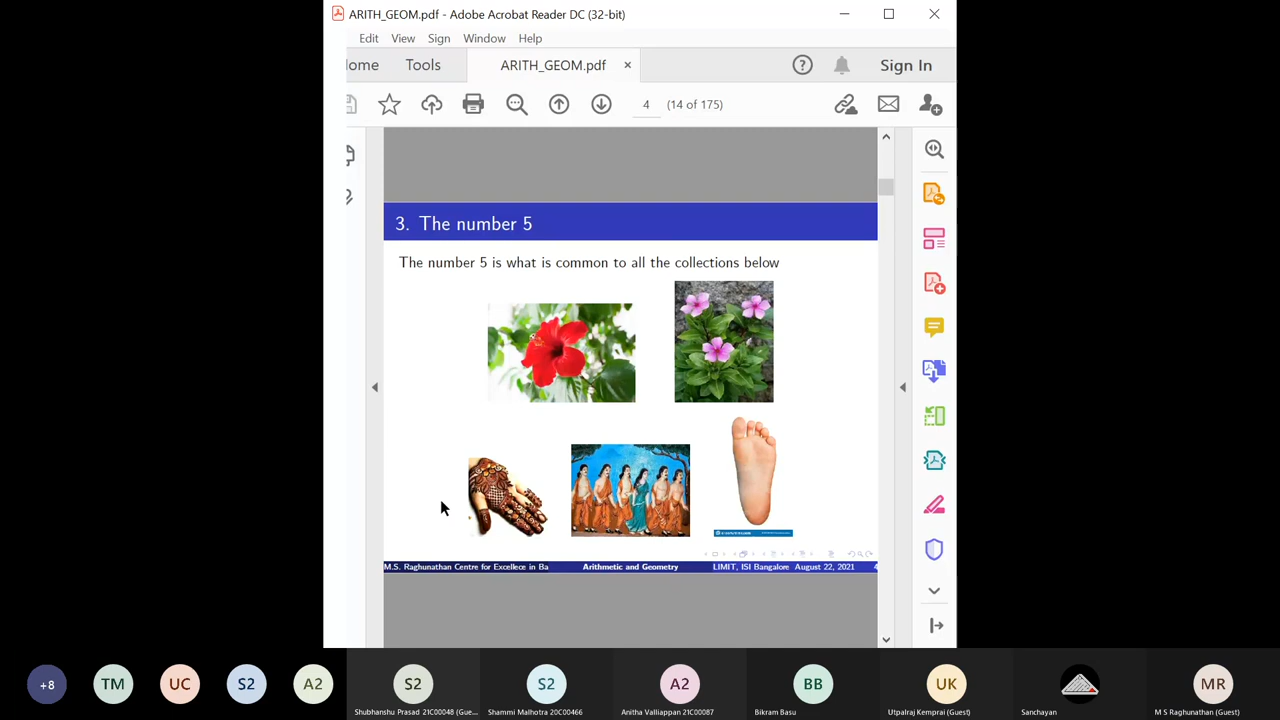 ARITH_GEOM.pdf - Adobe Acrobat Reader DC (32-bit)
Edit View Sign Window Help
ome Tools ARITH_GEOM.pdf × Sign In
4 (14 of 175)
3. The number 5
The number 5 is what is common to all the collections below
M.S. Raghunathan Centre for Excellece in Ba Arithmetic and Geometry LIMIT, ISI Bangalore August 22, 2021 4
+8 TM UC S2 A2 S2 S2 A2 BB UK MR
Shubhanshu Prasad 21C00048 (Gue... Shammi Malhotra 20C00466 Anitha Valliappan 21C00087 Bikram Basu Utpalraj Kemprai (Guest) Sanchayan M S Raghunathan (Guest)